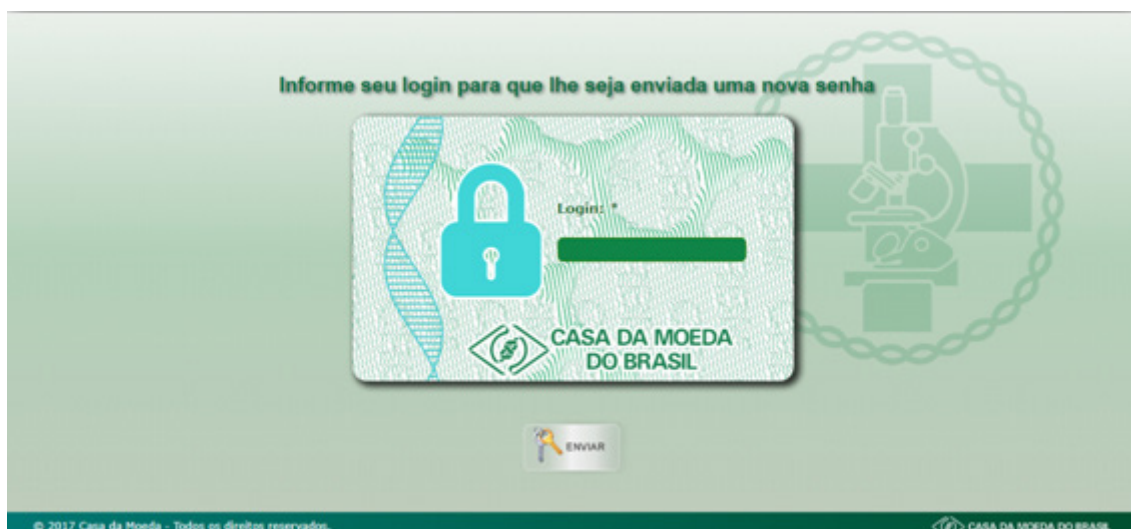 Informe seu login para que lhe seja enviada uma nova senha
Login: *
CASA DA MOEDA
DO BRASIL
ENVIAR
© 2017 Casa da Moeda - Todos os direitos reservados.
CASA DA MOEDA DO BRASIL